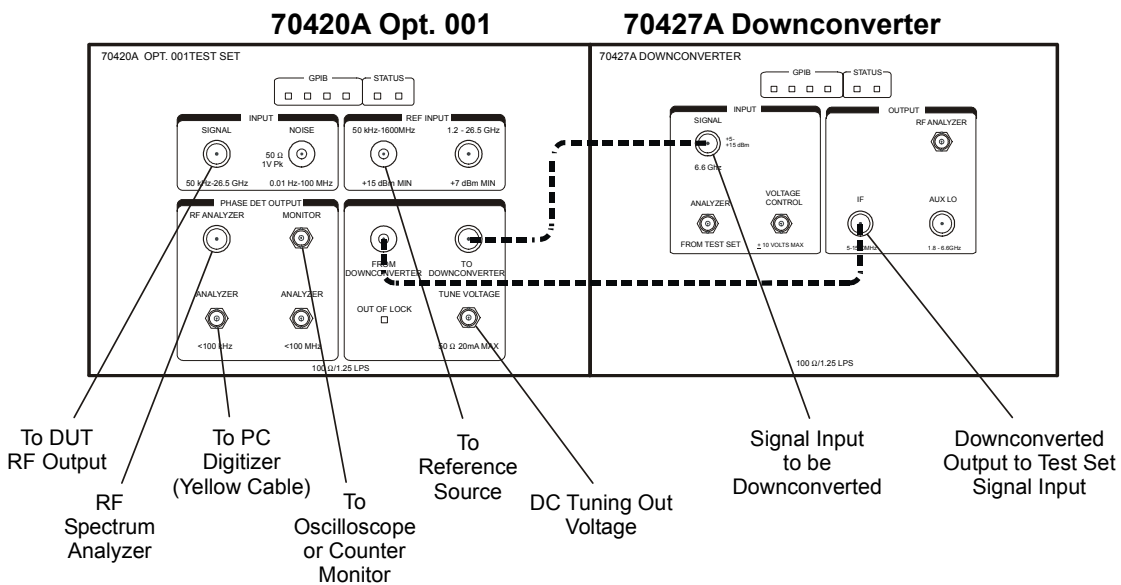 70420A Opt. 001
70427A Downconverter
70420A OPT. 001TEST SET
GPIB
STATUS
INPUT
SIGNAL
NOISE
50 Ω
1V Pk
50 kHz-26.5 GHz
0.01 Hz-100 MHz
REF INPUT
50 kHz-1600MHz
1.2 - 26.5 GHz
+15 dBm MIN
+7 dBm MIN
PHASE DET OUTPUT
RF ANALYZER
MONITOR
ANALYZER
ANALYZER
<100 kHz
<100 MHz
FROM
DOWNCONVERTER
TO
DOWNCONVERTER
OUT OF LOCK
TUNE VOLTAGE
50 Ω 20mA MAX
100 Ω/1.25 LPS
70427A DOWNCONVERTER
GPIB
STATUS
INPUT
SIGNAL
+5-
+15 dBm
6.6 Ghz
ANALYZER
VOLTAGE
CONTROL
FROM TEST SET
± 10 VOLTS MAX
OUTPUT
RF ANALYZER
IF
AUX LO
1.8 - 6.6GHz
100 Ω/1.25 LPS
To DUT
RF Output
RF
Spectrum
Analyzer
To PC
Digitizer
(Yellow Cable)
To
Oscilloscope
or Counter
Monitor
To
Reference
Source
DC Tuning Out
Voltage
Signal Input
to be
Downconverted
Downconverted
Output to Test Set
Signal Input